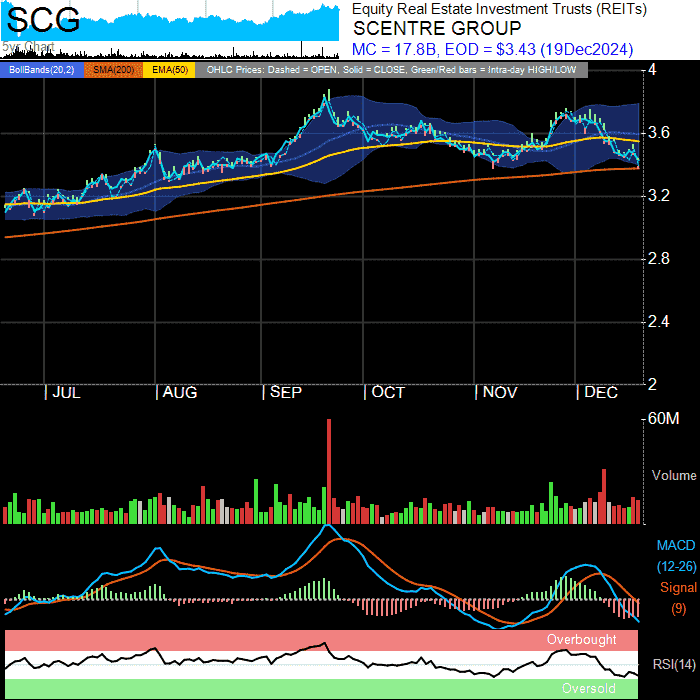 SCG
5yr Chart
Equity Real Estate Investment Trusts (REITs)
SCENTRE GROUP
MC = 17.8B, EOD = $3.43 (19Dec2024)
BollBands(20,2) SMA(200) EMA(50) OHLC Prices: Dashed = OPEN, Solid = CLOSE, Green/Red bars = Intra-day HIGH/LOW
4
3.6
3.2
2.8
2.4
2
JUL AUG SEP OCT NOV DEC
60M
Volume
MACD
(12-26)
Signal
(9)
Overbought
RSI(14)
Oversold